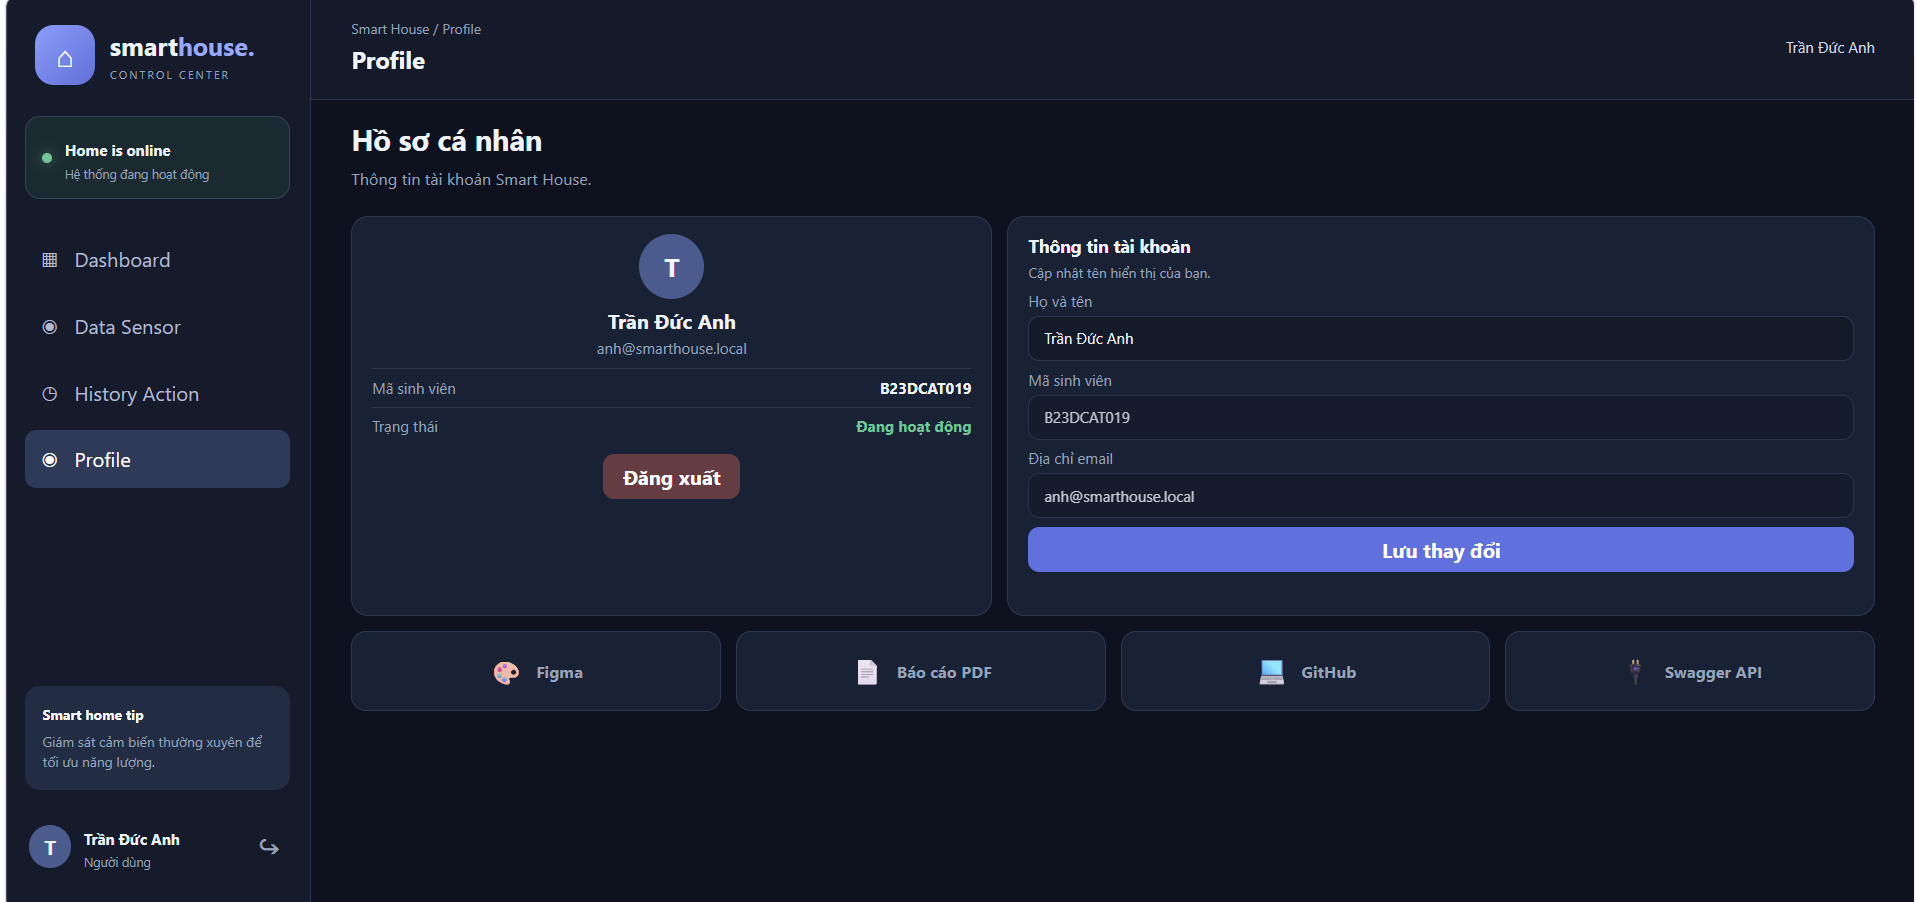 smarthouse.
CONTROL CENTER
Home is online
Hệ thống đang hoạt động
Dashboard
Data Sensor
History Action
Profile
Smart home tip
Giám sát cảm biến thường xuyên để
tối ưu năng lượng.
T
Trần Đức Anh
Người dùng
Smart House / Profile
Profile
Trần Đức Anh
Hồ sơ cá nhân
Thông tin tài khoản Smart House.
T
Trần Đức Anh
anh@smarthouse.local
Mã sinh viên B23DCAT019
Trạng thái Đang hoạt động
Đăng xuất
Thông tin tài khoản
Cập nhật tên hiển thị của bạn.
Họ và tên
Trần Đức Anh
Mã sinh viên
B23DCAT019
Địa chỉ email
anh@smarthouse.local
Lưu thay đổi
Figma
Báo cáo PDF
GitHub
Swagger API